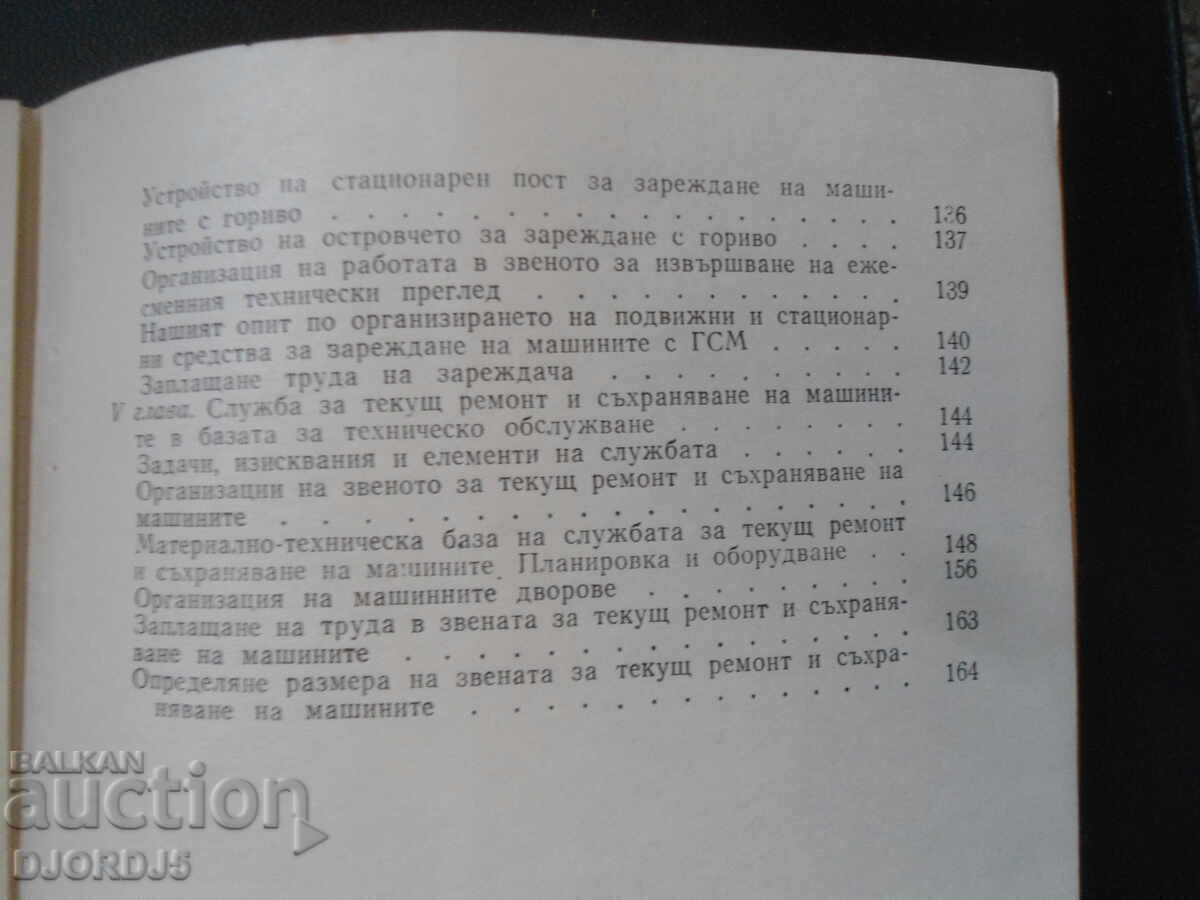 Устройство на стационарен пост за зареждане на маши-
ните с гориво . . . . . . . . . . . . . . . . . 136
Устройство на островчето за зареждане с гориво . . . . 137
Организация на работата в звеното за извършване на еже-
сменния технически преглед . . . . . . . . . . . 139
Нашият опит по организирането на подвижни и стационар-
ни средства за зареждане на машините с ГСМ . . . . . 140
Заплащане труда на зареждача . . . . . . . . . 142
V глава. Служба за текущ ремонт и съхраняване на машини-
те в базата за техническо обслужване . . . . . . . . 144
Задачи, изисквания и елементи на службата . . . . . . 144
Организации на звеното за текущ ремонт и съхраняване на
машините . . . . . . . . . . . . . . . . . 146
Материално-техническа база на службата за текущ ремонт
и съхраняване на машините. Планировка и оборудване . . 148
Организация на машинните дворове . . . . . . . . 156
Заплащане на труда в звената за текущ ремонт и съхраня-
ване на машините . . . . . . . . . . . . . . 163
Определяне размера на звената за текущ ремонт и съхра-
няване на машините . . . . . . . . . . . . 164
BALKAN
auction
DJORDJ5